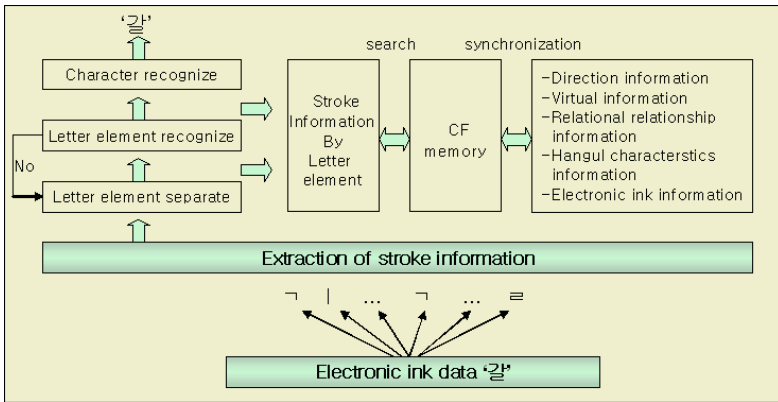 ‘갈’
search
synchronization
Character recognize
Letter element recognize
No
Letter element separate
Stroke
Information
By
Letter
element
CF
memory
-Direction information
-Virtual information
-Relational relationship
information
-Hangul characterstics
information
-Electronic ink information
Extraction of stroke information
ㄱ ㅣ ... ㄱ ... ㄹ
Electronic ink data ‘갈’